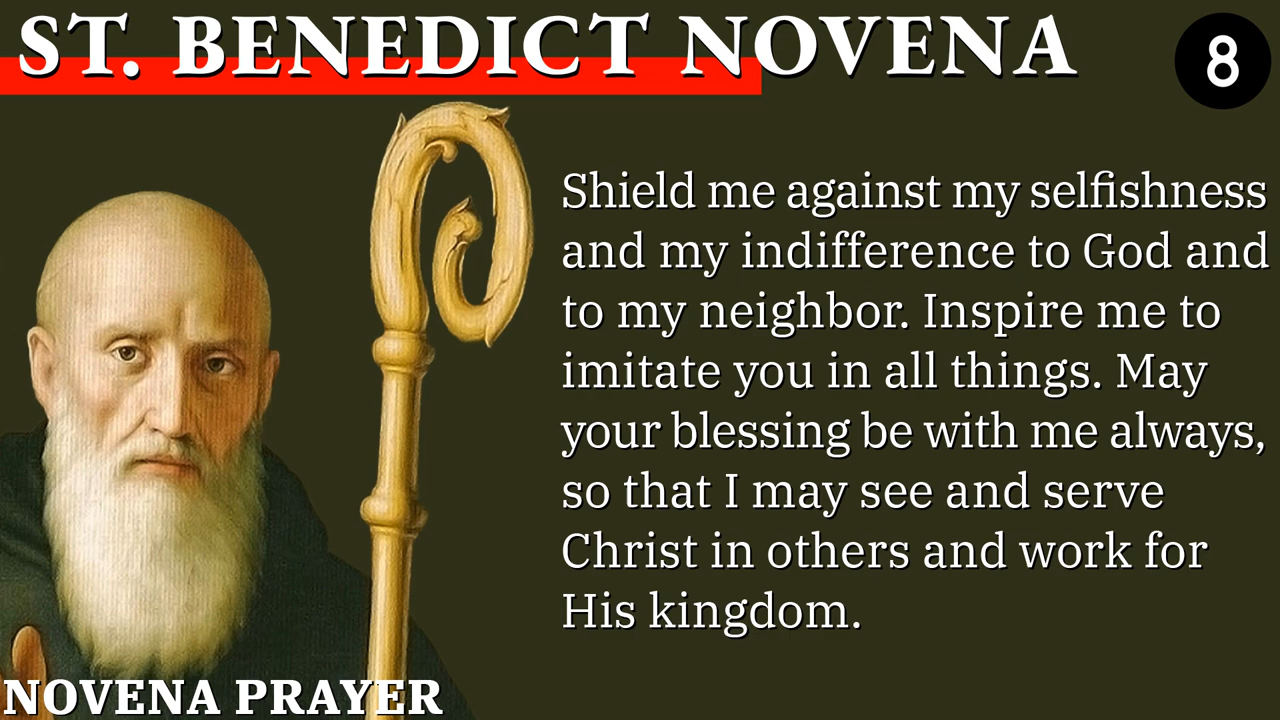 ST. BENEDICT NOVENA
8
Shield me against my selfishness
and my indifference to God and
to my neighbor. Inspire me to
imitate you in all things. May
your blessing be with me always,
so that I may see and serve
Christ in others and work for
His kingdom.
NOVENA PRAYER